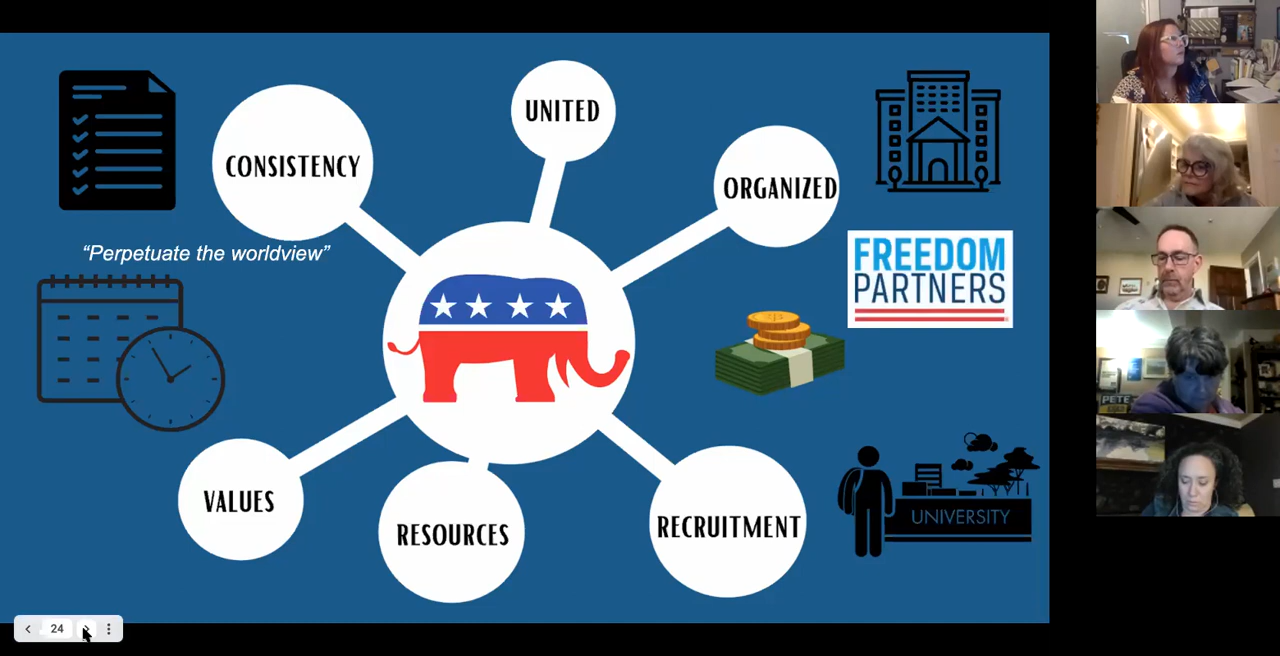 UNITED
CONSISTENCY
ORGANIZED
"Perpetuate the worldview"
FREEDOM
PARTNERS
VALUES
RESOURCES
RECRUITMENT
UNIVERSITY
24
PETE